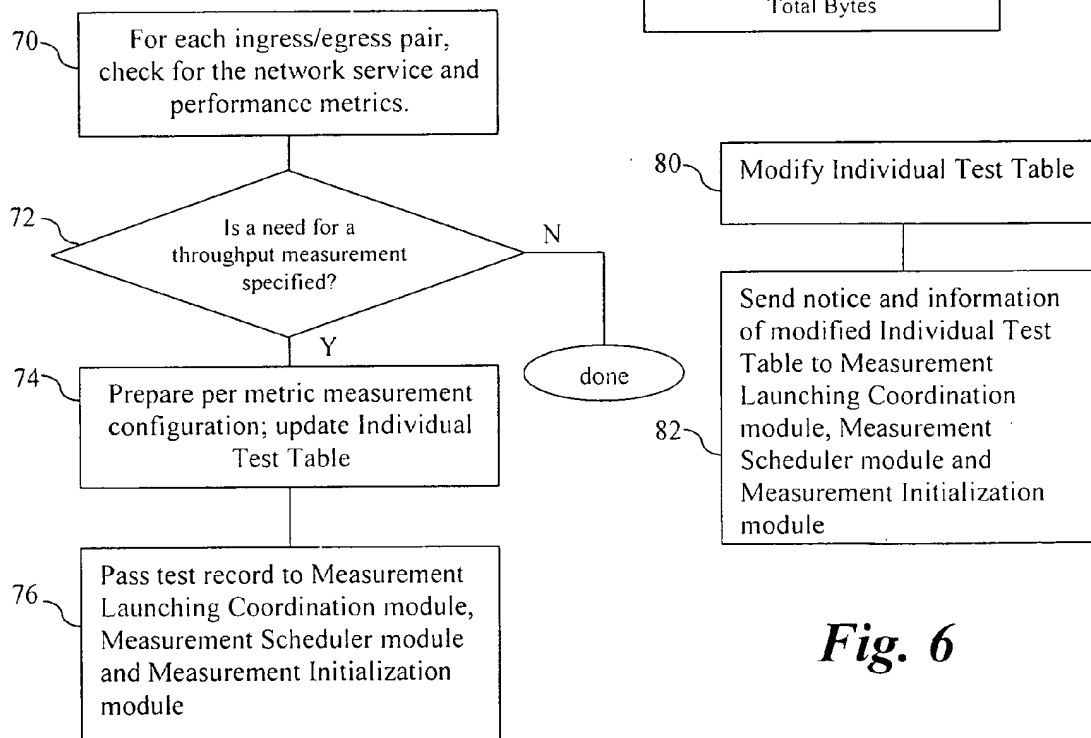 Total Bytes
70
For each ingress/egress pair,
check for the network service and
performance metrics.
72
Is a need for a
throughput measurement
specified?
N
Y
done
74
Prepare per metric measurement
configuration; update Individual
Test Table
76
Pass test record to Measurement
Launching Coordination module,
Measurement Scheduler module
and Measurement Initialization
module
80
Modify Individual Test Table
82
Send notice and information
of modified Individual Test
Table to Measurement
Launching Coordination
module, Measurement
Scheduler module and
Measurement Initialization
module
Fig. 6